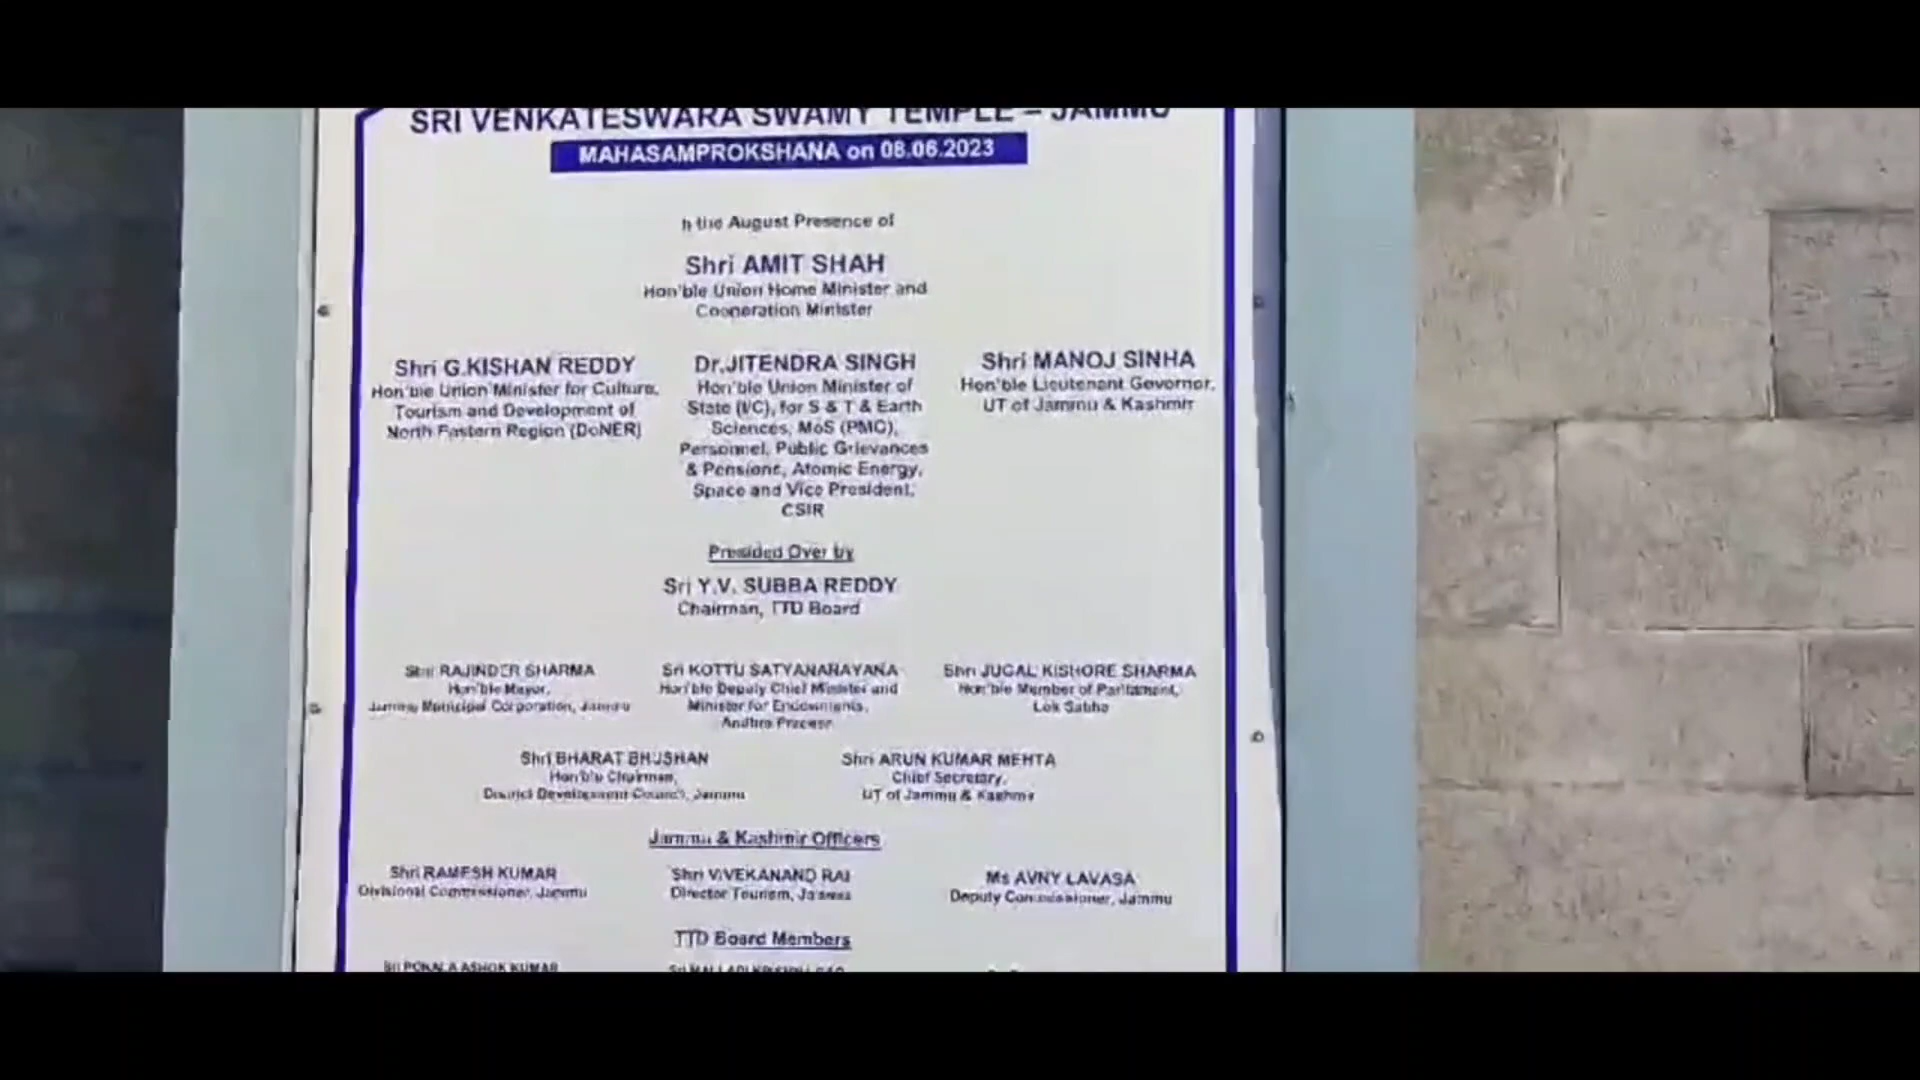 SRI VENKATESWARA SWAMY TEMPLE – JAMMU
MAHASAMPROKSHANA on 08.06.2023
the August Presence of
Shri AMIT SHAH
Hon'ble Union Home Minister and
Cooperation Minister
Shri G.KISHAN REDDY
Hon'ble Union Minister for Culture,
Tourism and Development of
North Eastern Region (DoNER)
Dr.JITENDRA SINGH
Hon'ble Union Minister of
State (I/C), for S & T & Earth
Sciences, MoS (PMO),
Personnel, Public Grievances
& Pensions, Atomic Energy,
Space and Vice President,
CSIR
Shri MANOJ SINHA
Hon'ble Lieutenant Governor,
UT of Jammu & Kashmir
Presided Over by
Sri Y.V. SUBBA REDDY
Chairman, TTD Board
Shri RAJINDER SHARMA
Hon'ble Mayor,
Jammu Municipal Corporation, Jammu
Sri KOTTU SATYANARAYANA
Hon'ble Deputy Chief Minister and
Minister for Endowments,
Andhra Pradesh
Shri JUGAL KISHORE SHARMA
Hon'ble Member of Parliament,
Lok Sabha
Shri BHARAT BHUSHAN
Hon'ble Chairman,
District Development Council, Jammu
Shri ARUN KUMAR MEHTA
Chief Secretary,
UT of Jammu & Kashmir
Jammu & Kashmir Officers
Shri RAMESH KUMAR
Divisional Commissioner, Jammu
Shri VIVEKANAND RAI
Director Tourism, Jammu
Ms AVNY LAVASA
Deputy Commissioner, Jammu
TTD Board Members
Sri POKALA ASHOK KUMAR